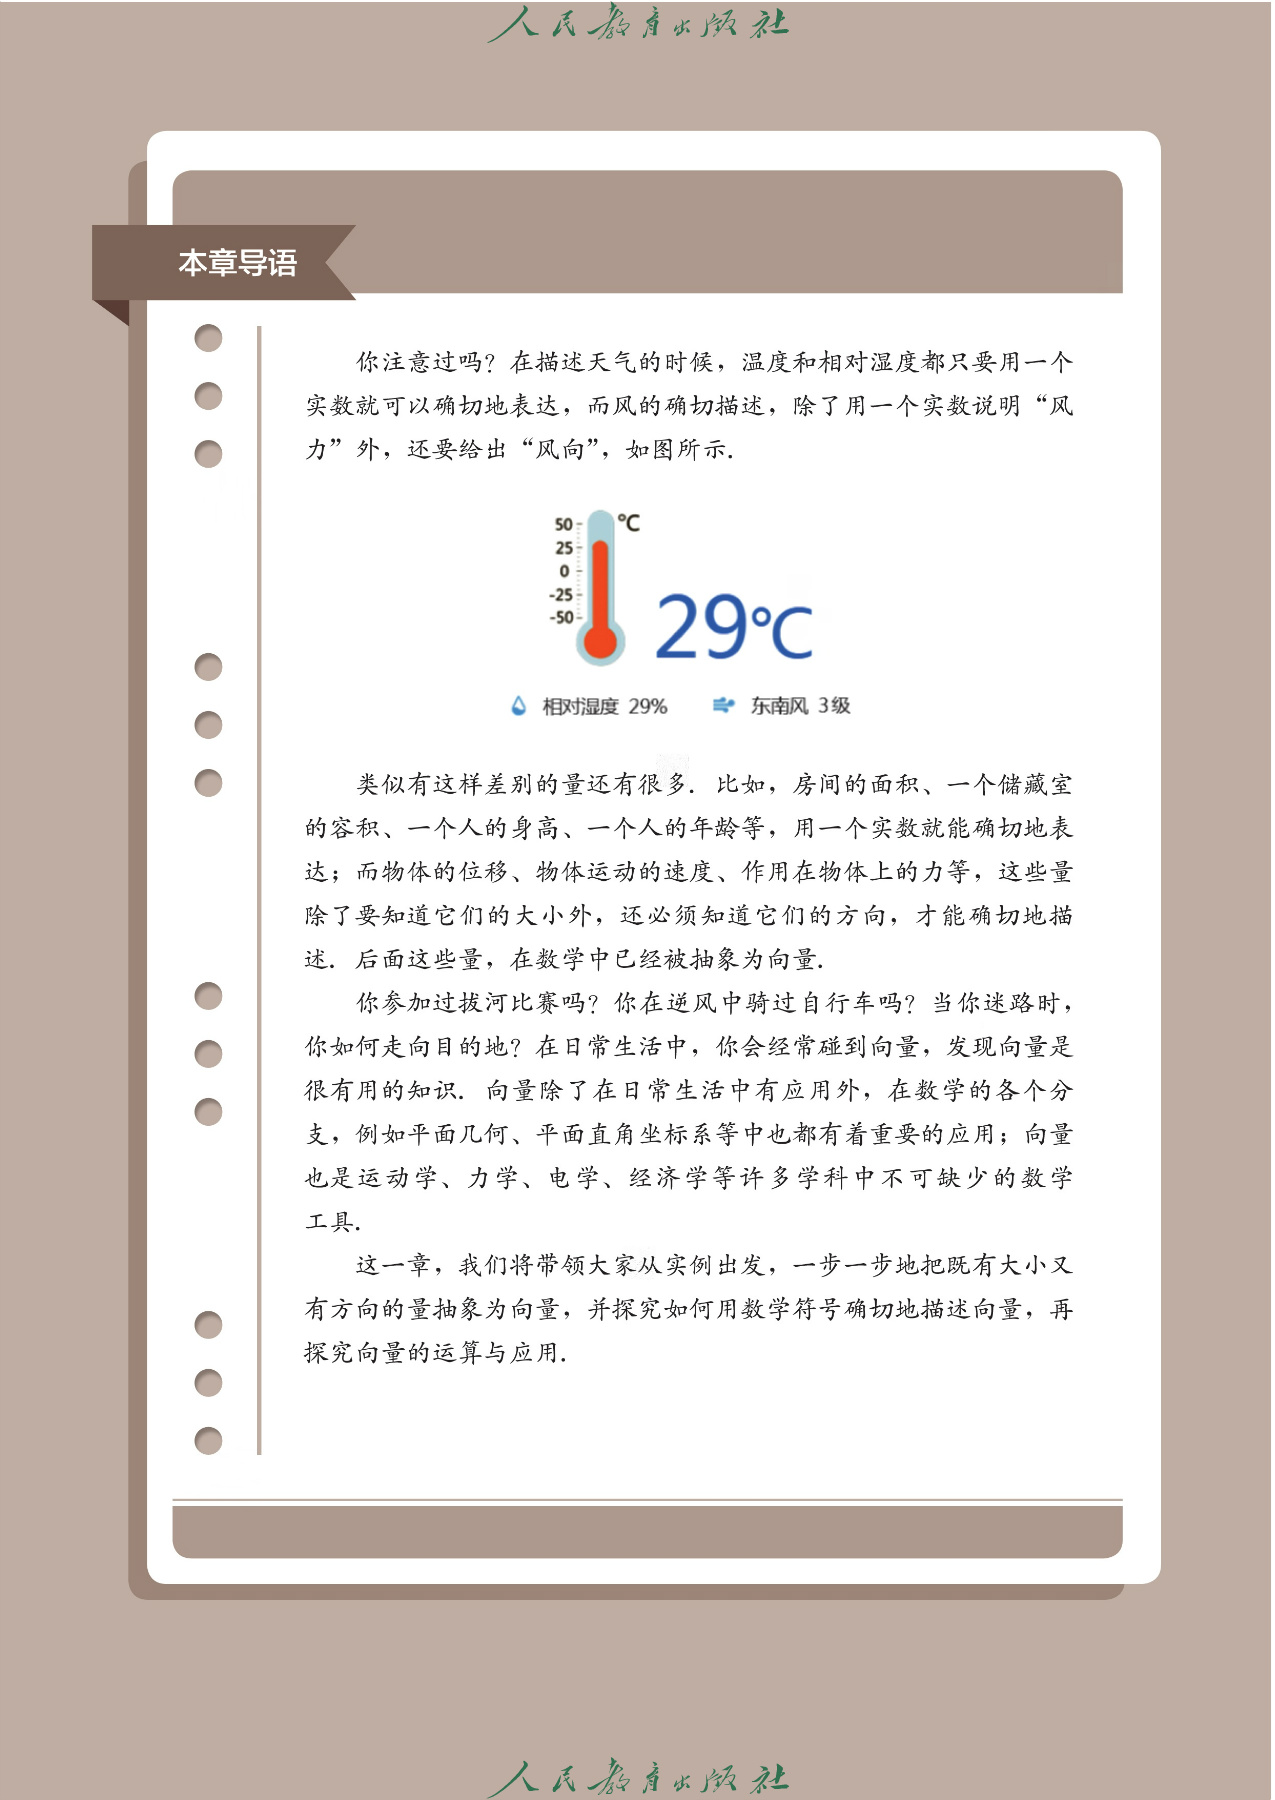 人民教育出版社
本章导语
你注意过吗？在描述天气的时候，温度和相对湿度都只要用一个
实数就可以确切地表达，而风的确切描述，除了用一个实数说明“风
力”外，还要给出“风向”，如图所示．
50
25
0
-25
-50
℃
29℃
相对湿度 29%
东南风 3级
类似有这样差别的量还有很多．比如，房间的面积、一个储藏室
的容积、一个人的身高、一个人的年龄等，用一个实数就能确切地表
达；而物体的位移、物体运动的速度、作用在物体上的力等，这些量
除了要知道它们的大小外，还必须知道它们的方向，才能确切地描
述．后面这些量，在数学中已经被抽象为向量．
你参加过拔河比赛吗？你在逆风中骑过自行车吗？当你迷路时，
你如何走向目的地？在日常生活中，你会经常碰到向量，发现向量是
很有用的知识．向量除了在日常生活中有应用外，在数学的各个分
支，例如平面几何、平面直角坐标系等中也都有着重要的应用；向量
也是运动学、力学、电学、经济学等许多学科中不可缺少的数学
工具．
这一章，我们将带领大家从实例出发，一步一步地把既有大小又
有方向的量抽象为向量，并探究如何用数学符号确切地描述向量，再
探究向量的运算与应用．
人民教育出版社